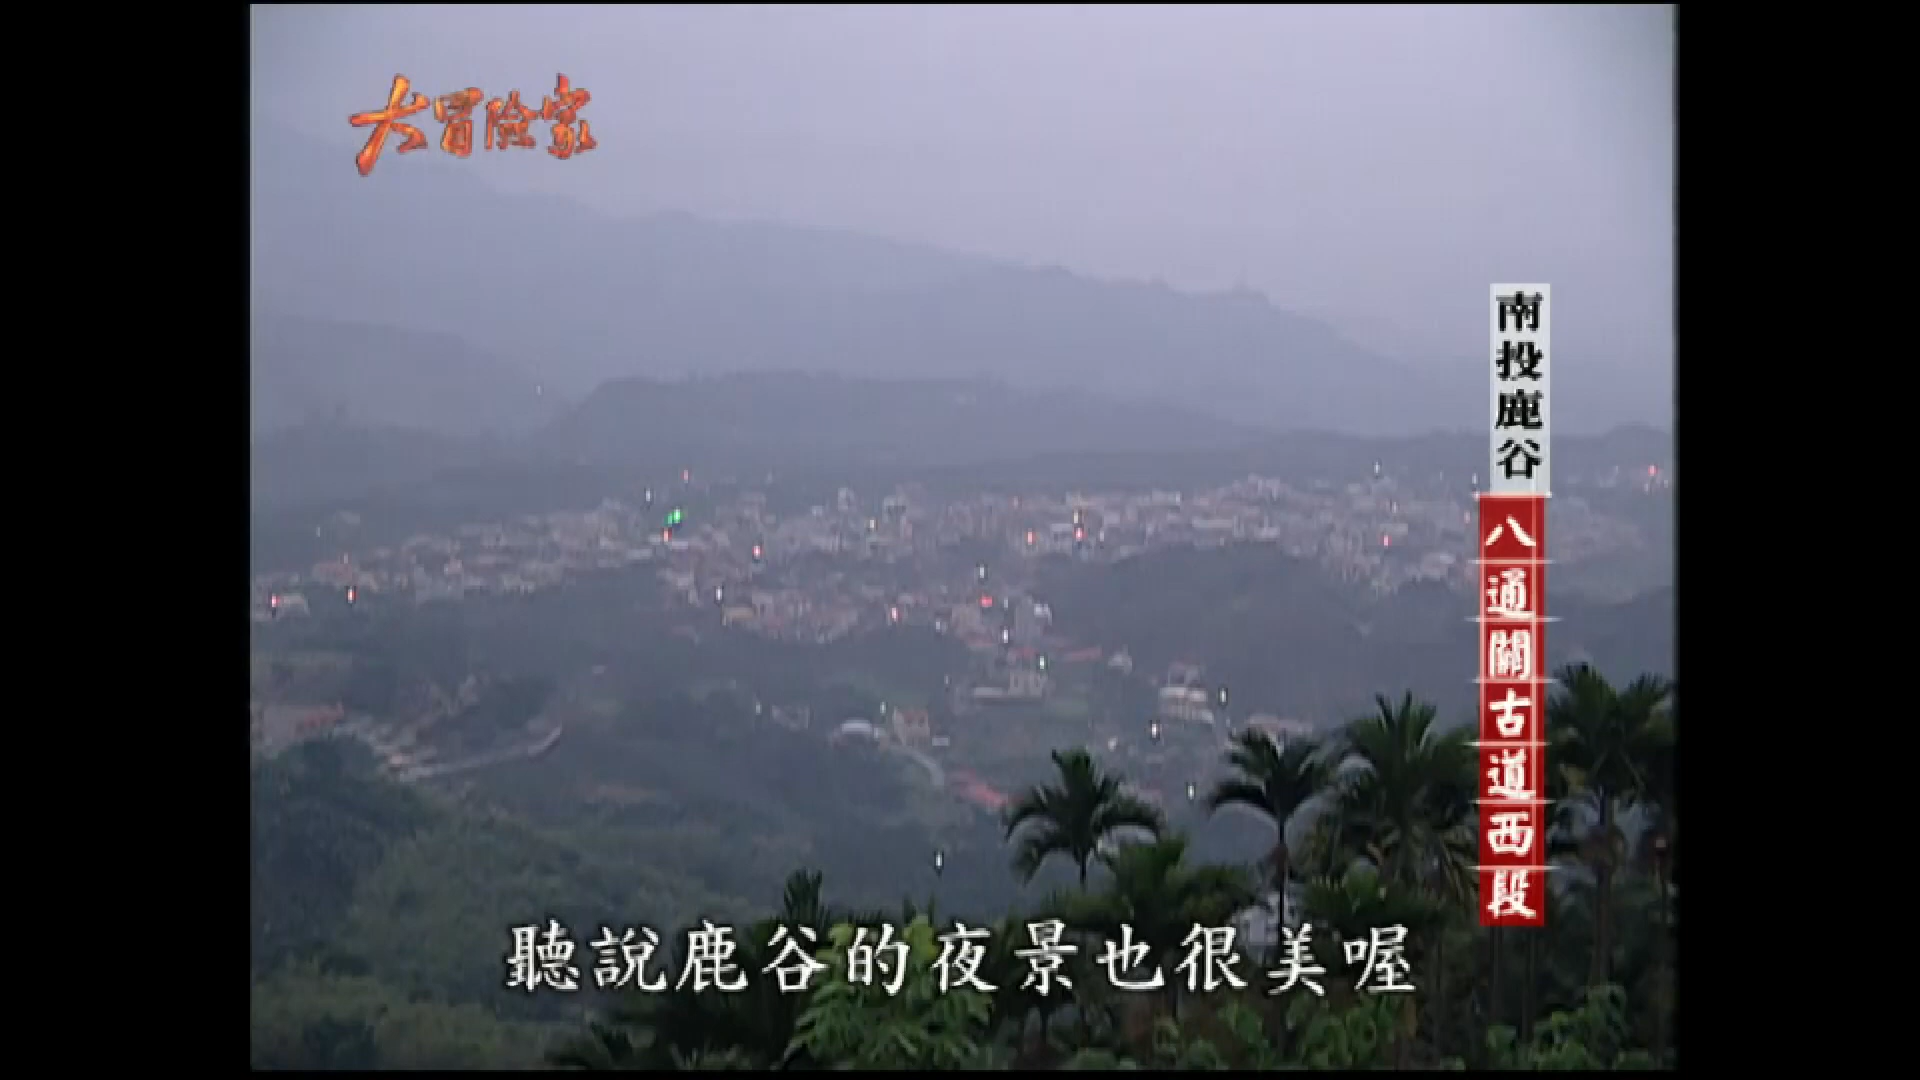 大冒險家
南投鹿谷
八通關古道西段
聽說鹿谷的夜景也很美喔